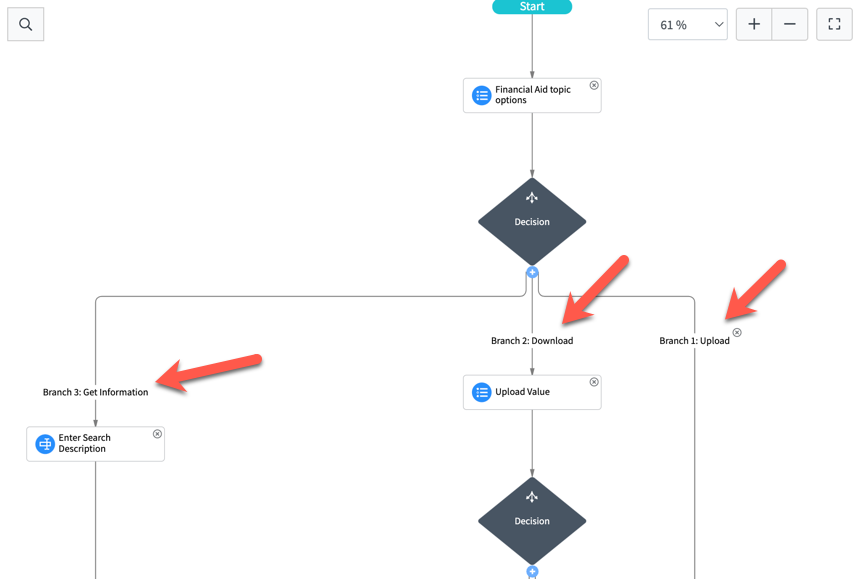 Start
61 %
Financial Aid topic
options
Decision
Branch 2: Download
Branch 1: Upload
Branch 3: Get Information
Upload Value
Enter Search
Description
Decision